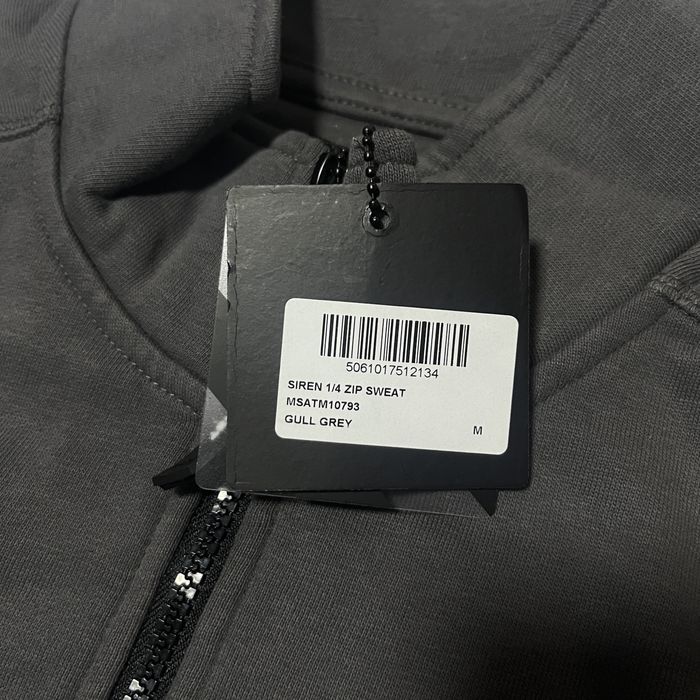 5061017512134
SIREN 1/4 ZIP SWEAT
MSATM10793
GULL GREY
M